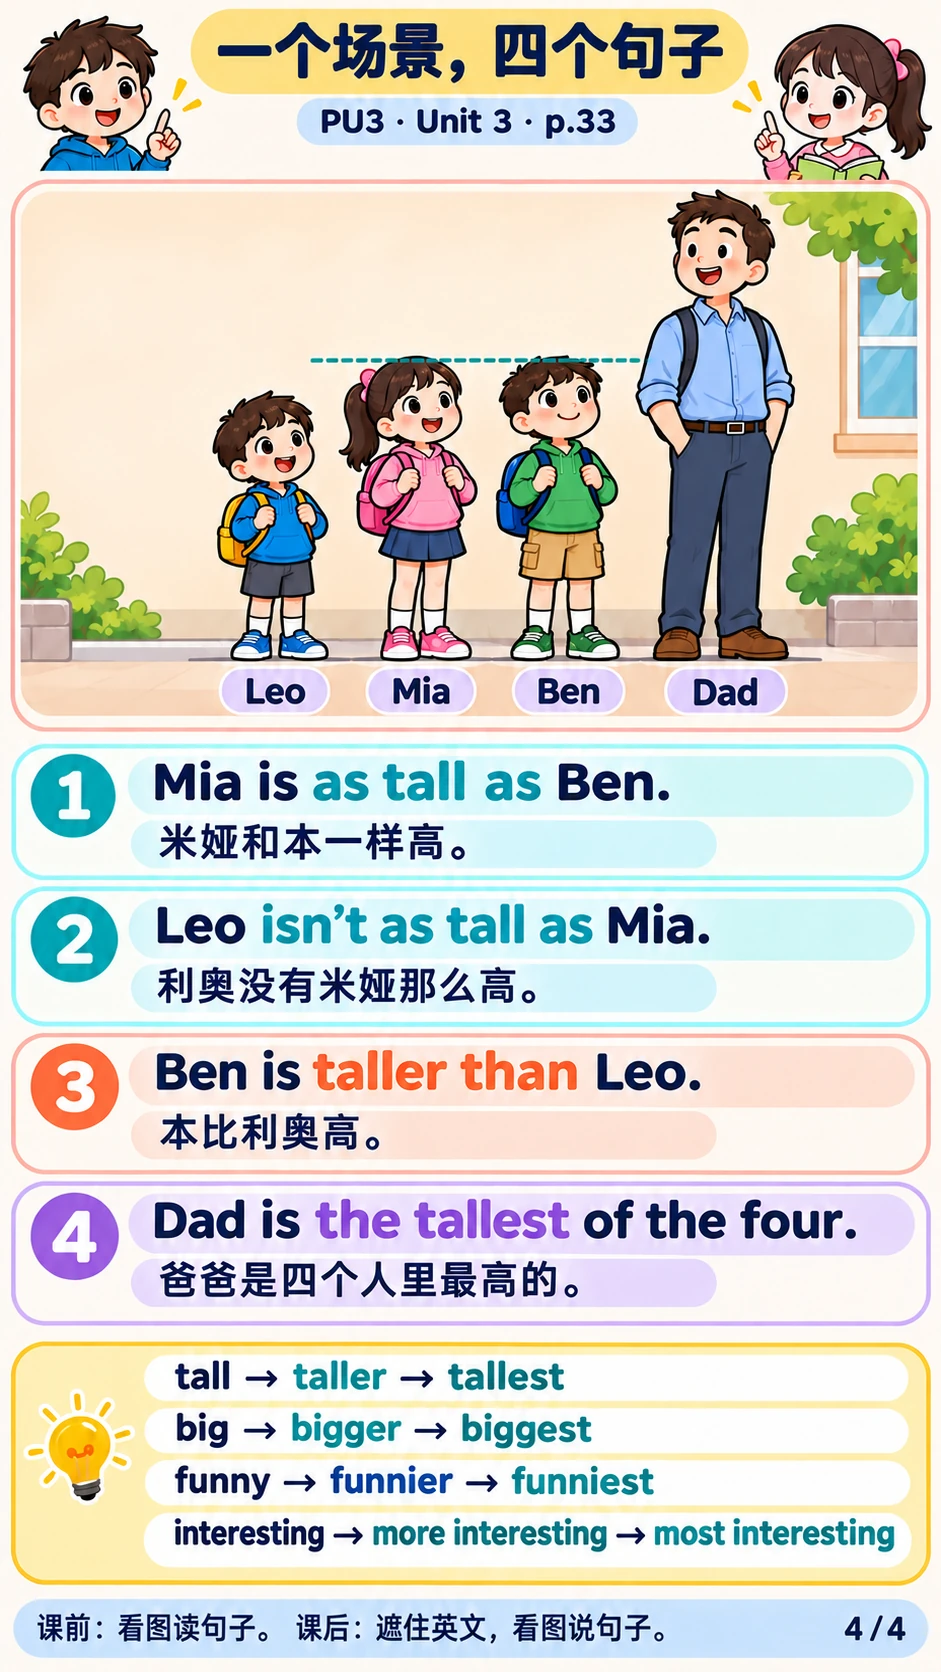 一个场景，四个句子
PU3 · Unit 3 · p.33
Leo
Mia
Ben
Dad
1
Mia is as tall as Ben.
米娅和本一样高。
2
Leo isn’t as tall as Mia.
利奥没有米娅那么高。
3
Ben is taller than Leo.
本比利奥高。
4
Dad is the tallest of the four.
爸爸是四个人里最高的。
tall → taller → tallest
big → bigger → biggest
funny → funnier → funniest
interesting → more interesting → most interesting
课前：看图读句子。 课后：遮住英文，看图说句子。
4 / 4